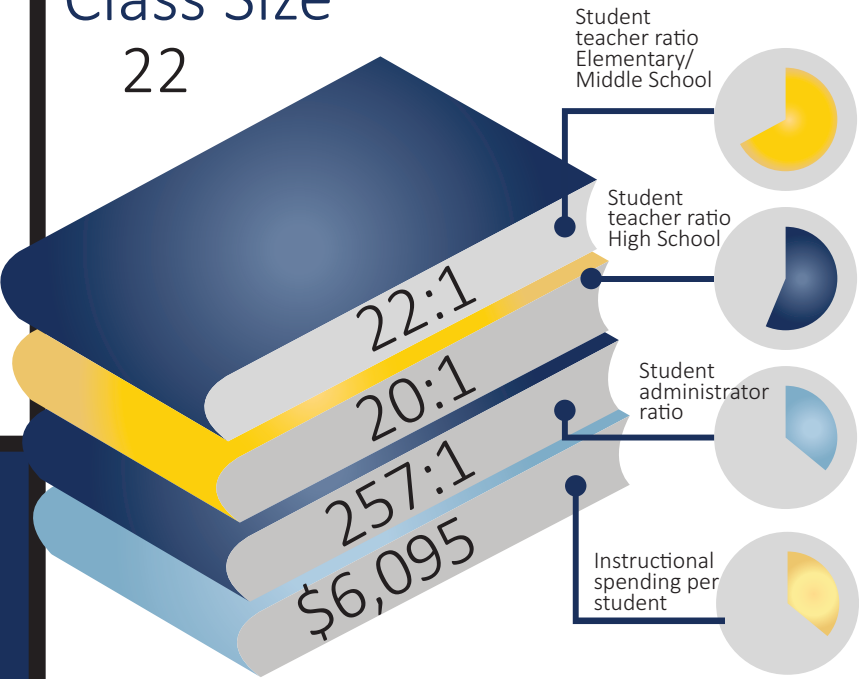 Class Size
22
Student
teacher ratio
Elementary/
Middle School
22:1
Student
teacher ratio
High School
20:1
Student
administrator
ratio
257:1
Instructional
spending per
student
$6,095